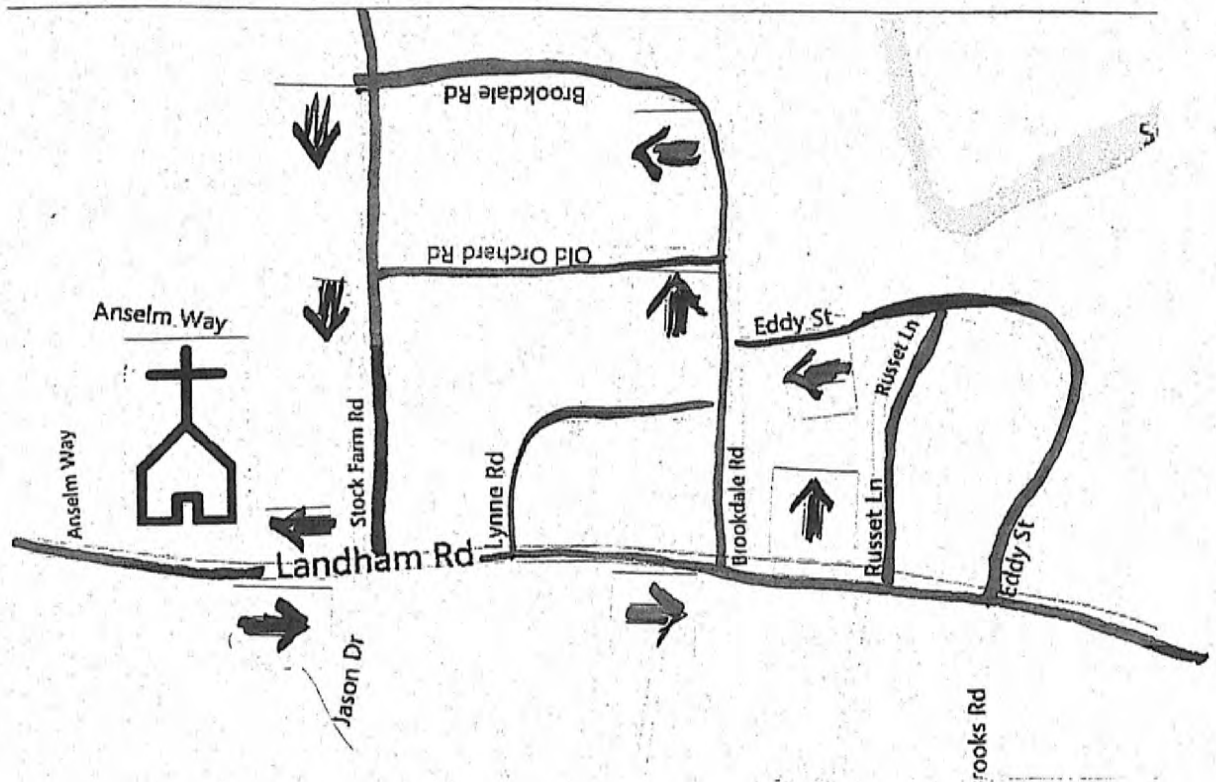 Brookdale Rd
Old Orchard Rd
Anselm Way
Eddy St
Russet Ln
Anselm Way
Stock Farm Rd
Lynne Rd
Brookdale Rd
Russet Ln
Eddy St
Landham Rd
Jason Dr
rooks Rd